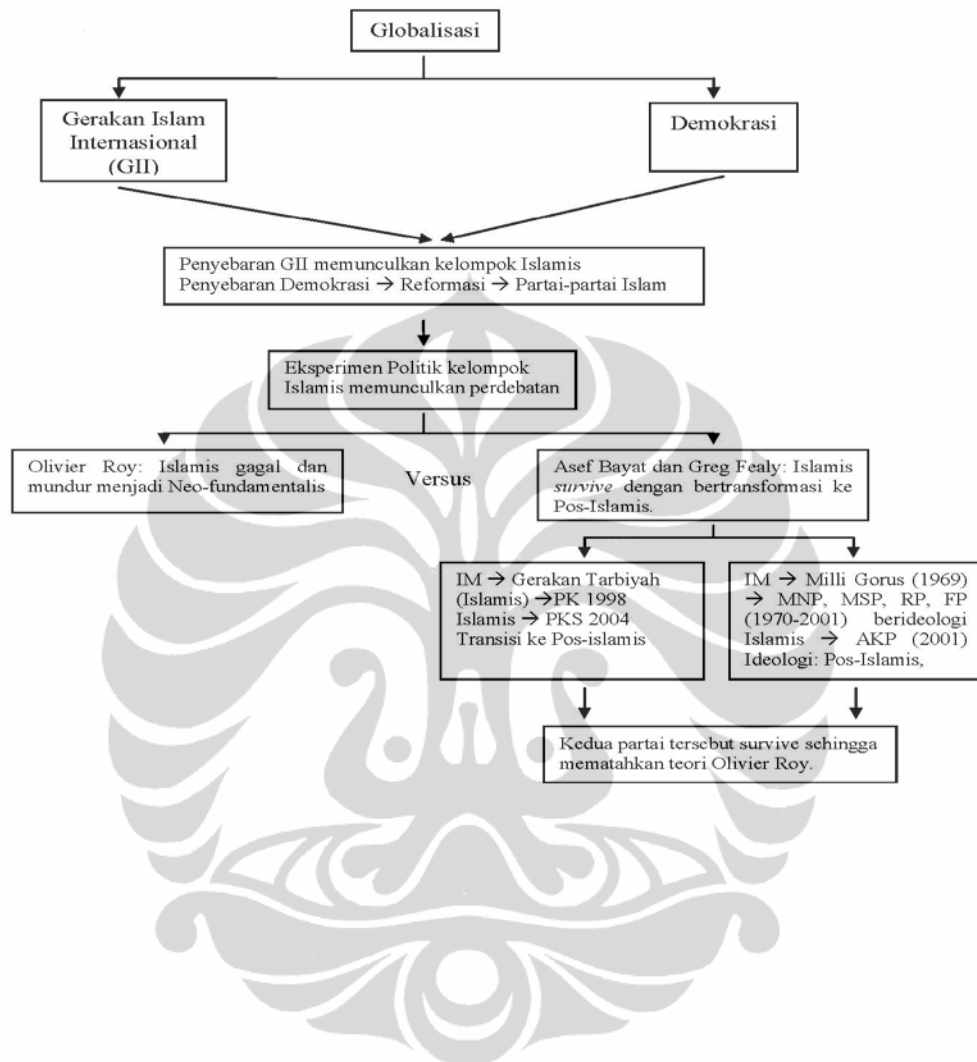 Globalisasi
Gerakan Islam
Internasional
(GII)
Demokrasi
Penyebaran GII memunculkan kelompok Islamis
Penyebaran Demokrasi → Reformasi → Partai-partai Islam
Eksperimen Politik kelompok
Islamis memunculkan perdebatan
Olivier Roy: Islamis gagal dan
mundur menjadi Neo-fundamentalis
Versus
Asef Bayat dan Greg Fealy: Islamis
survive dengan bertransformasi ke
Pos-Islamis.
IM → Gerakan Tarbiyah
(Islamis) →PK 1998
Islamis → PKS 2004
Transisi ke Pos-islamis
IM → Milli Gorus (1969)
→ MNP, MSP, RP, FP
(1970-2001) berideologi
Islamis → AKP (2001)
Ideologi: Pos-Islamis,
Kedua partai tersebut survive sehingga
mematahkan teori Olivier Roy.